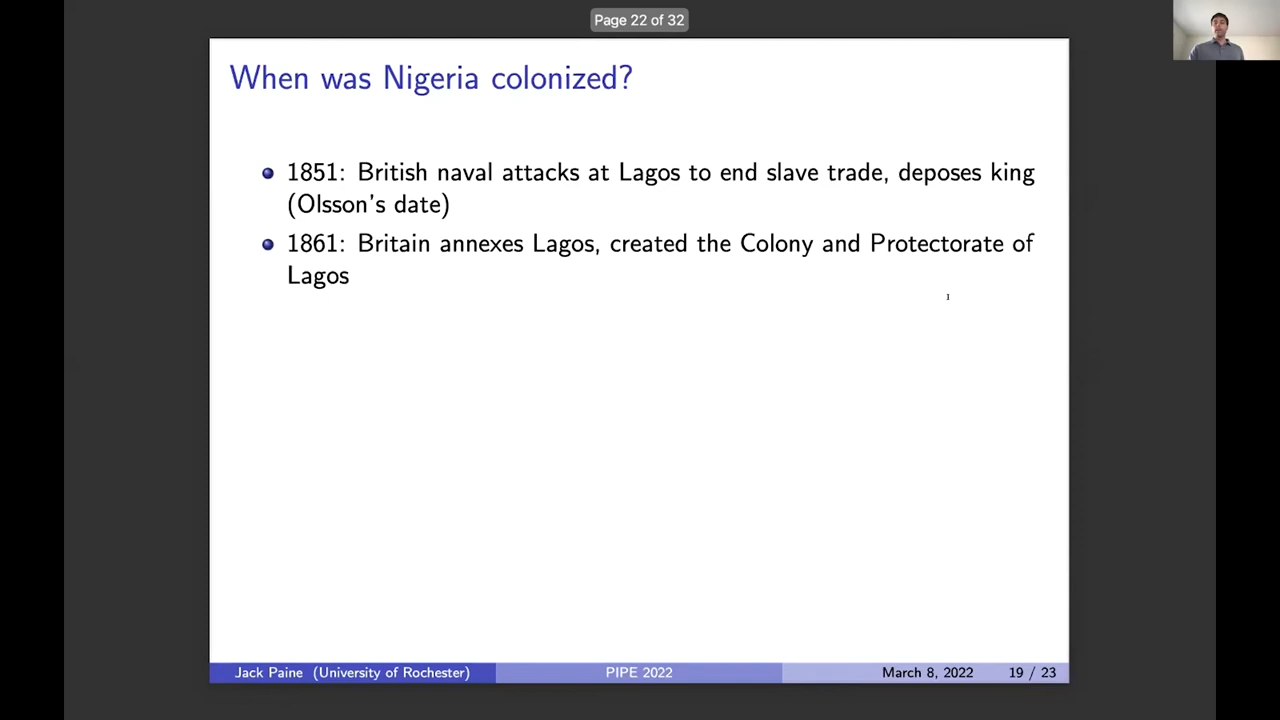 Page 22 of 32
When was Nigeria colonized?
1851: British naval attacks at Lagos to end slave trade, deposes king
(Olsson's date)
1861: Britain annexes Lagos, created the Colony and Protectorate of
Lagos
Jack Paine (University of Rochester) PIPE 2022 March 8, 2022 19 / 23